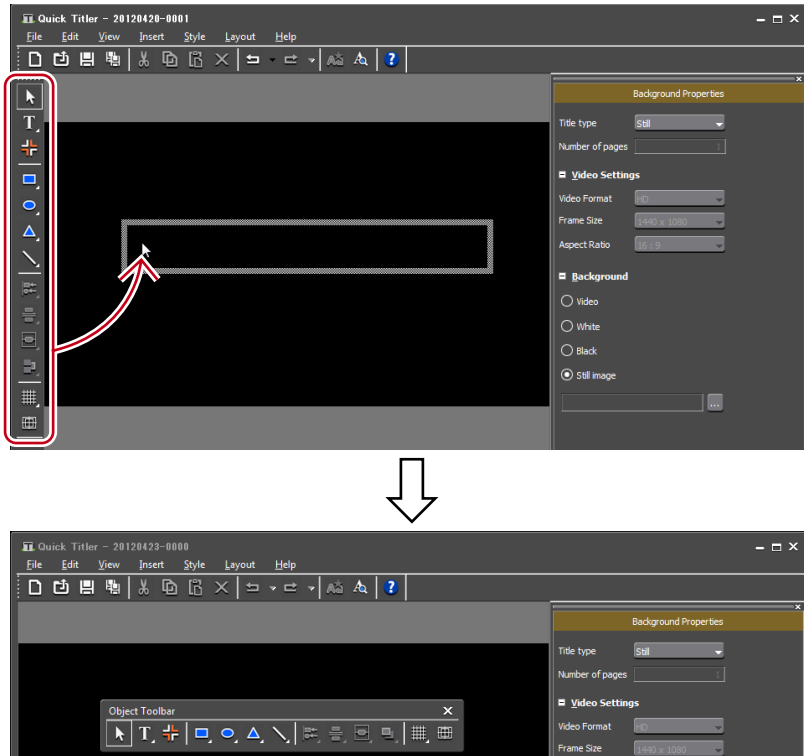 Quick Titler - 20120420-0001
File Edit View Insert Style Layout Help
Background Properties
Title type Still
Number of pages 1
Video Settings
Video Format HD
Frame Size 1440 x 1080
Aspect Ratio 16 : 9
Background
Video
White
Black
Still image
...
Quick Titler - 20120423-0000
File Edit View Insert Style Layout Help
Background Properties
Title type Still
Number of pages 1
Object Toolbar
Video Settings
Video Format HD
Frame Size 1440 x 1080